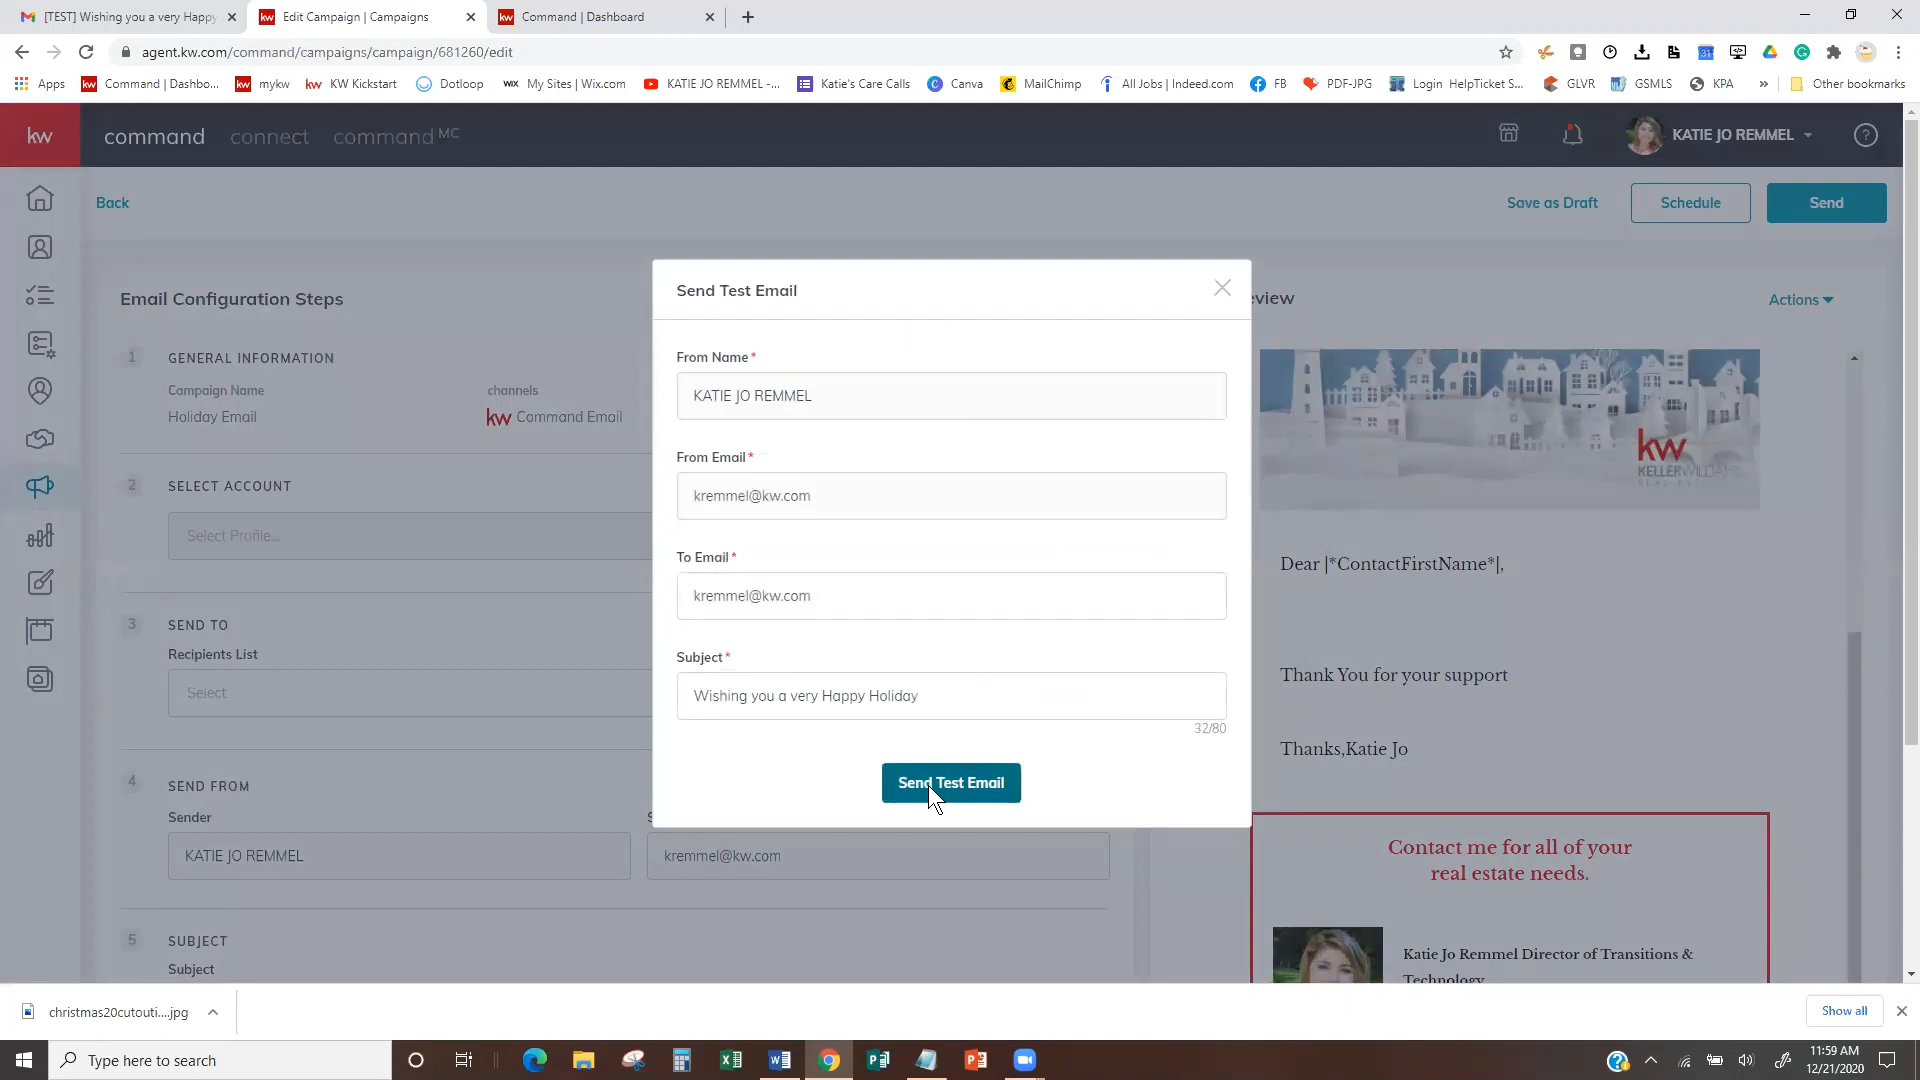 [TEST] Wishing you a very Happy
Edit Campaign | Campaigns
Command | Dashboard
agent.kw.com/command/campaigns/campaign/681260/edit
Apps
Command | Dashbo...
mykw
KW Kickstart
Dotloop
WIX My Sites | Wix.com
KATIE JO REMMEL -...
Katie's Care Calls
Canva
MailChimp
All Jobs | Indeed.com
FB
PDF-JPG
Login HelpTicket S...
GLVR
GSMLS
KPA
»
Other bookmarks
kw
command
connect
command MC
KATIE JO REMMEL
Back
Save as Draft
Schedule
Send
Email Configuration Steps
1 GENERAL INFORMATION
Campaign Name
channels
Holiday Email
kw Command Email
2 SELECT ACCOUNT
Select Profile...
3 SEND TO
Recipients List
Select
4 SEND FROM
Sender
KATIE JO REMMEL
kremmel@kw.com
5 SUBJECT
Subject
Send Test Email
From Name*
KATIE JO REMMEL
From Email*
kremmel@kw.com
To Email*
kremmel@kw.com
Subject*
Wishing you a very Happy Holiday
32/80
Send Test Email
eview
Actions
kw
KELLERWILLIAMS
REAL ESTATE
Dear |*ContactFirstName*|,
Thank You for your support
Thanks,Katie Jo
Contact me for all of your
real estate needs.
Katie Jo Remmel Director of Transitions &
Technology
christmas20cutouti....jpg
Show all
Type here to search
11:59 AM
12/21/2020